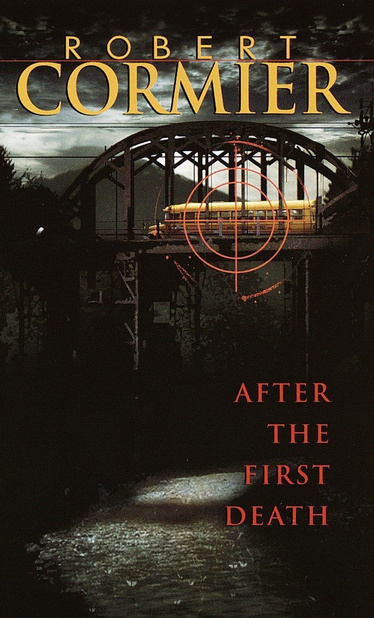 ROBERT
CORMIER
AFTER
THE
FIRST
DEATH